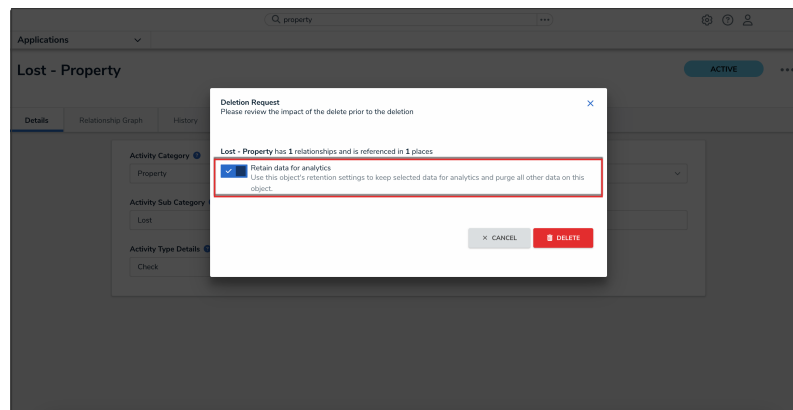 property
Applications
Lost - Property
ACTIVE
Details
Relationship Graph
History
Deletion Request
Please review the impact of the delete prior to the deletion
Lost - Property has 1 relationships and is referenced in 1 places
Retain data for analytics
Use this object's retention settings to keep selected data for analytics and purge all other data on this
object.
× CANCEL
DELETE
Activity Category
Property
Activity Sub Category
Lost
Activity Type Details
Check